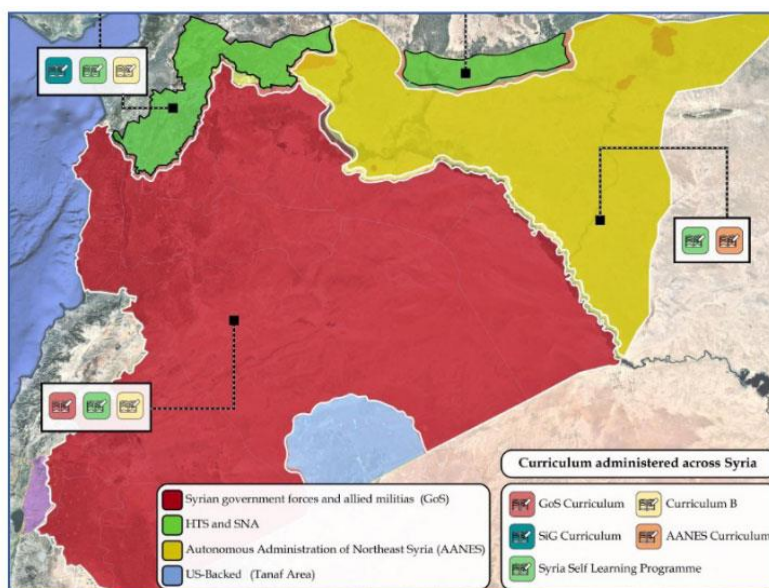 Syrian government forces and allied militias (GoS)
HTS and SNA
Autonomous Administration of Northeast Syria (AANES)
US-Backed (Tanaf Area)
Curriculum administered across Syria
GoS Curriculum
Curriculum B
SiG Curriculum
AANES Curriculum
Syria Self Learning Programme